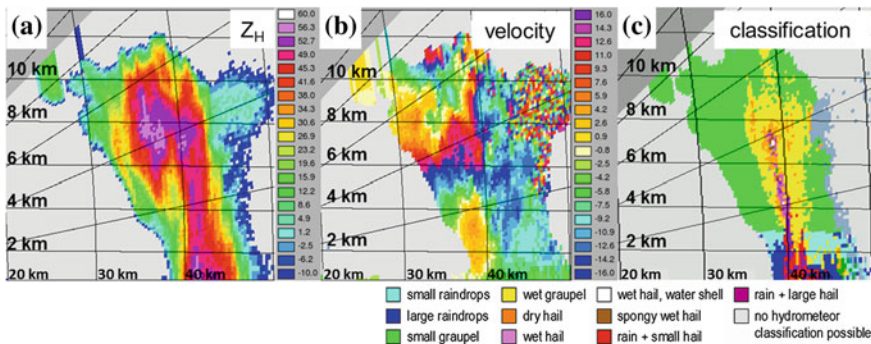 (a) Z_H
10 km
8 km
6 km
4 km
2 km
20 km 30 km 40 km
60.0
56.3
52.7
49.0
45.3
41.6
38.0
34.3
30.6
26.9
23.2
19.6
15.9
12.2
8.6
4.9
1.2
-2.5
-6.2
-10.0
(b) velocity
10 km
8 km
6 km
4 km
2 km
20 km 30 km 40 km
16.0
14.3
12.6
11.0
9.3
7.6
5.9
4.2
2.6
0.9
-0.8
-2.5
-4.2
-5.8
-7.5
-9.2
-10.9
-12.6
-14.3
-16.0
(c) classification
10 km
8 km
6 km
4 km
2 km
20 km 30 km 40 km
small raindrops
large raindrops
small graupel
wet graupel
dry hail
wet hail
wet hail, water shell
spongy wet hail
rain + small hail
rain + large hail
no hydrometeor
classification possible